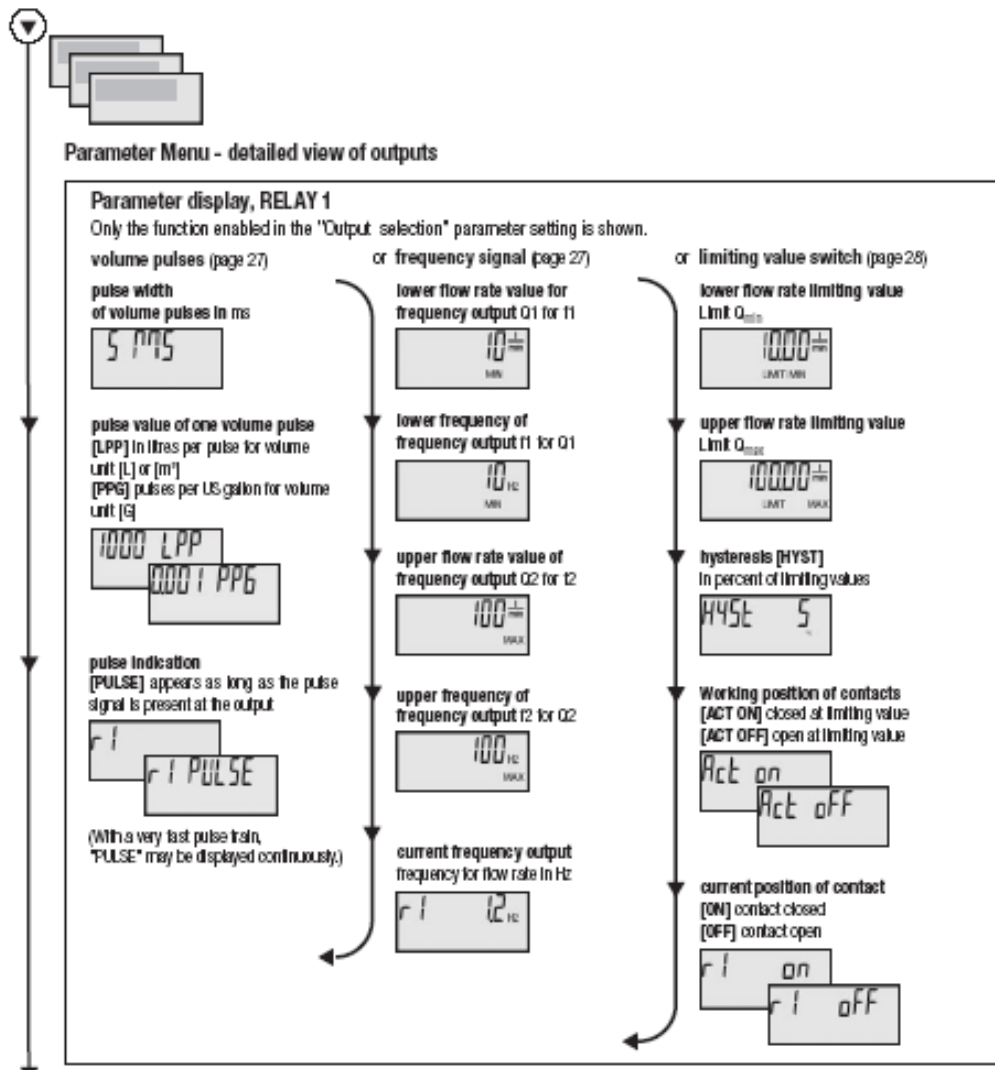 Parameter Menu - detailed view of outputs
Parameter display, RELAY 1
Only the function enabled in the "Output selection" parameter setting is shown.
volume pulses (page 27)
pulse width
of volume pulses in ms
5 ms
pulse value of one volume pulse
[LPP] in litres per pulse for volume
unit [L] or [m³]
[PPG] pulses per US gallon for volume
unit [G]
1000 LPP
0.001 PPG
pulse indication
[PULSE] appears as long as the pulse
signal is present at the output
r1
r1 PULSE
(With a very fast pulse train,
"PULSE" may be displayed continuously.)
or frequency signal (page 27)
lower flow rate value for
frequency output Q1 for f1
10 l/min
MIN
lower frequency of
frequency output f1 for Q1
10 Hz
MIN
upper flow rate value of
frequency output Q2 for f2
100 l/min
MAX
upper frequency of
frequency output f2 for Q2
100 Hz
MAX
current frequency output
frequency for flow rate in Hz
r1 1.2 Hz
or limiting value switch (page 28)
lower flow rate limiting value
Limit Qmin
10.00 l/min
LIMIT MIN
upper flow rate limiting value
Limit Qmax
100.00 l/min
LIMIT MAX
hysteresis [HYST]
in percent of limiting values
HYSt 5 %
Working position of contacts
[ACT ON] closed at limiting value
[ACT OFF] open at limiting value
Act on
Act oFF
current position of contact
[ON] contact closed
[OFF] contact open
r1 on
r1 oFF